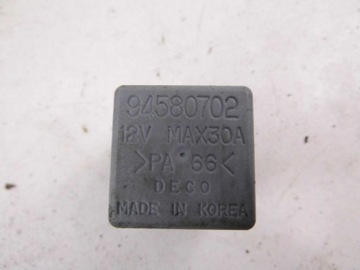 94580702
12V MAX30A
>PA 66<
DECO
MADE IN KOREA